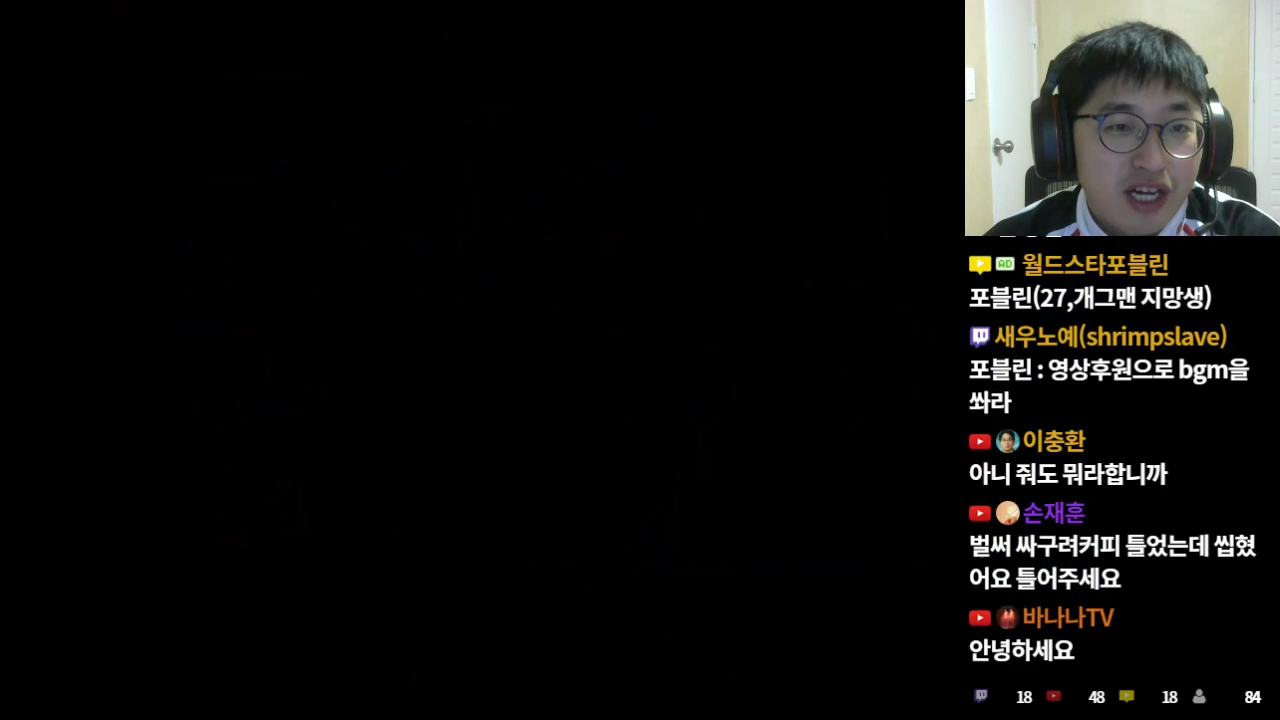 AD 월드스타포블린
포블린(27,개그맨 지망생)
새우노예(shrimpslave)
포블린 : 영상후원으로 bgm을
쏴라
이충환
아니 줘도 뭐라합니까
손재훈
벌써 싸구려커피 틀었는데 씹혔
어요 틀어주세요
바나나TV
안녕하세요
18 48 18 84